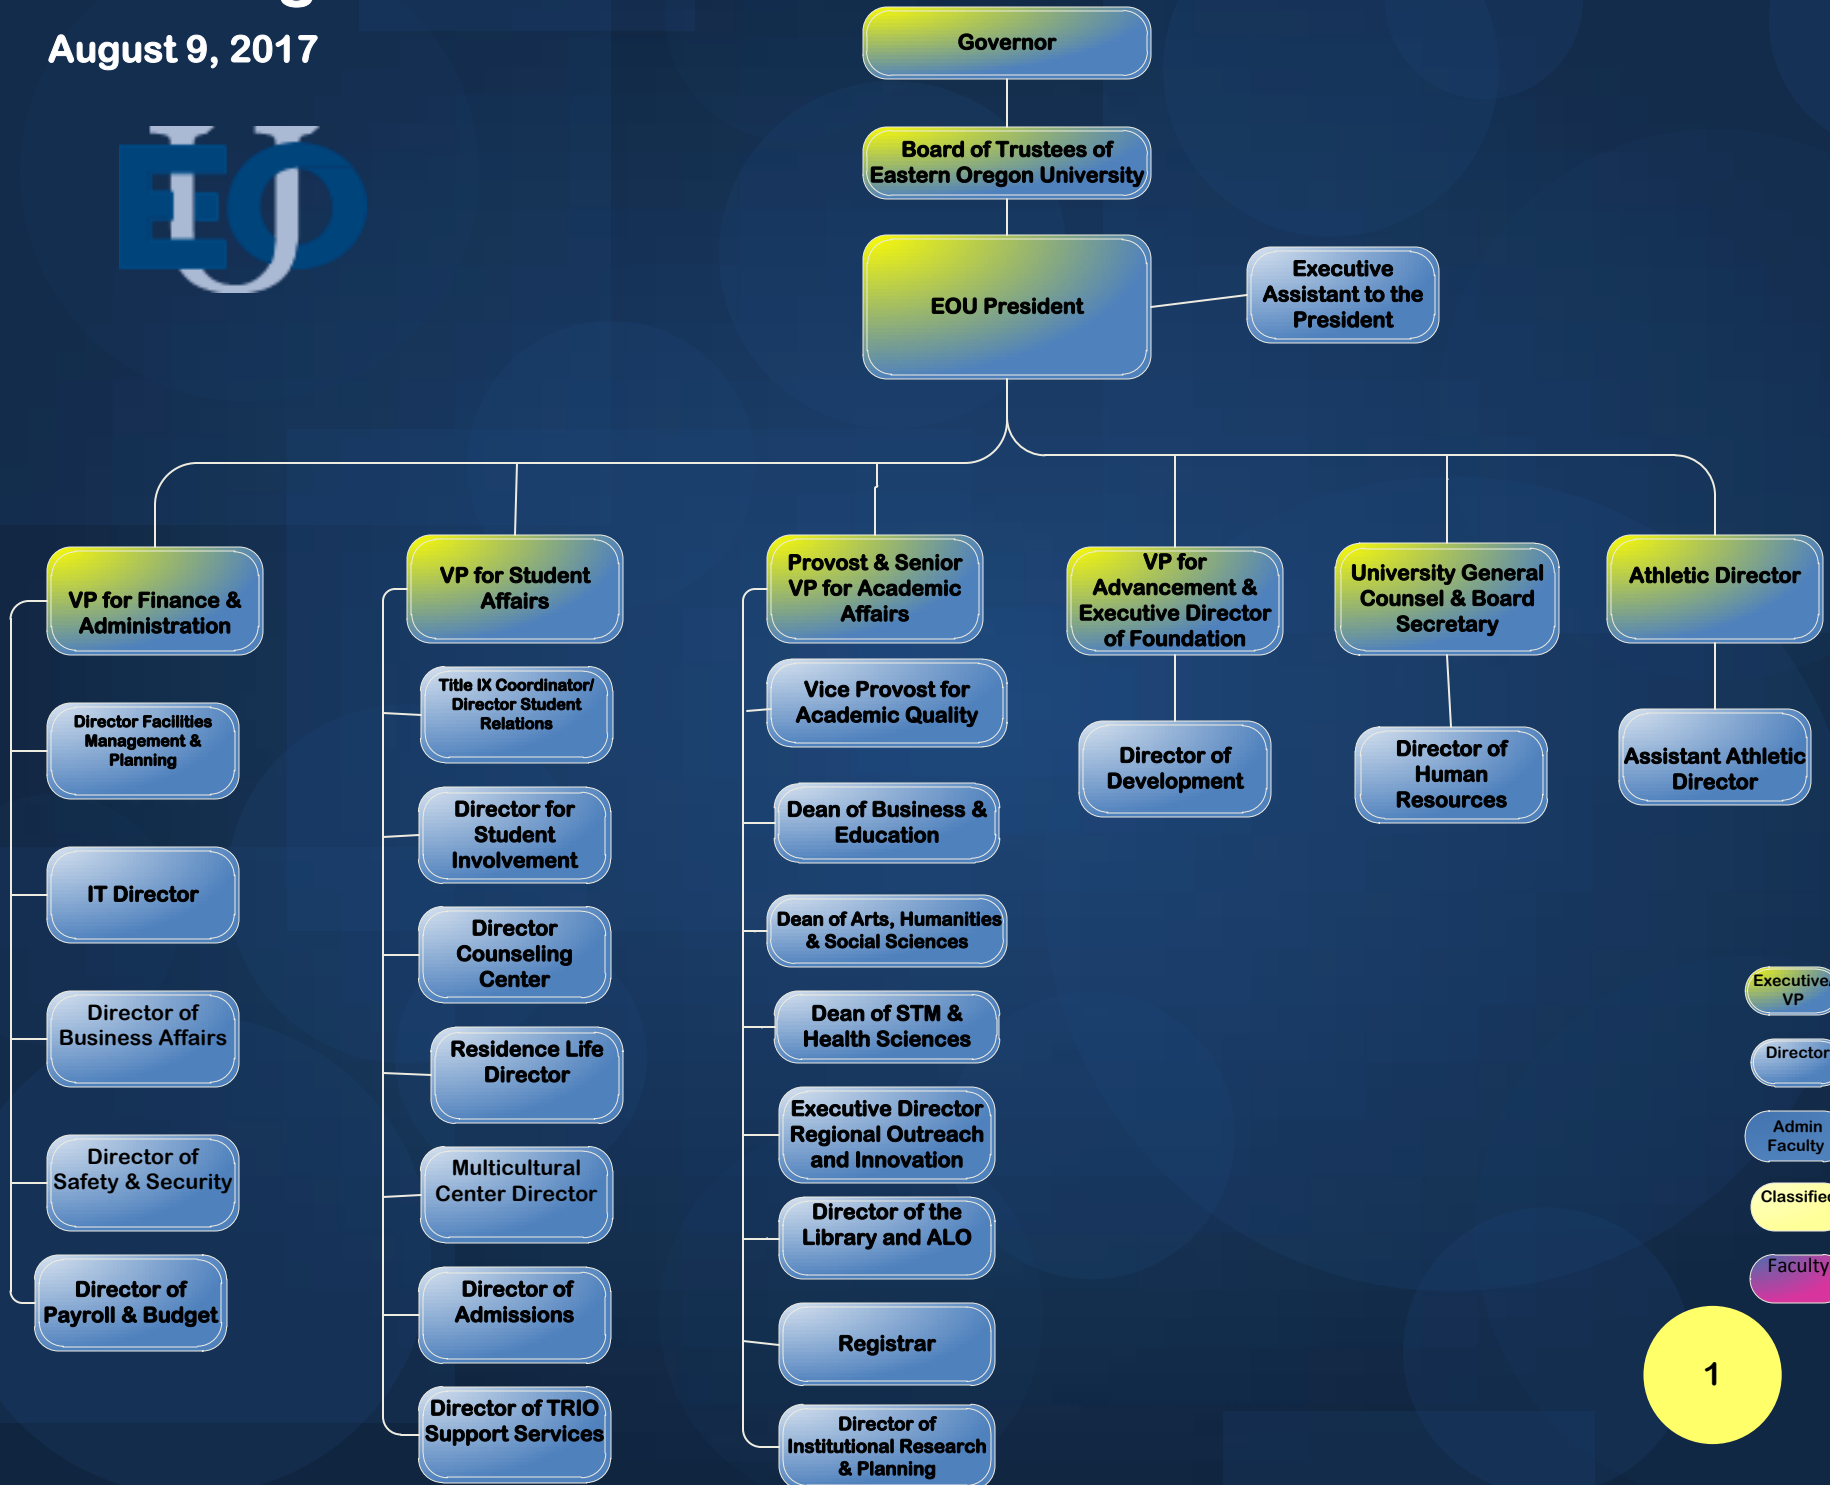 August 9, 2017
EOU
Governor
Board of Trustees of
Eastern Oregon University
EOU President
Executive
Assistant to the
President
VP for Finance &
Administration
Director Facilities
Management &
Planning
IT Director
Director of
Business Affairs
Director of
Safety & Security
Director of
Payroll & Budget
VP for Student
Affairs
Title IX Coordinator/
Director Student
Relations
Director for
Student
Involvement
Director
Counseling
Center
Residence Life
Director
Multicultural
Center Director
Director of
Admissions
Director of TRIO
Support Services
Provost & Senior
VP for Academic
Affairs
Vice Provost for
Academic Quality
Dean of Business &
Education
Dean of Arts, Humanities
& Social Sciences
Dean of STM &
Health Sciences
Executive Director
Regional Outreach
and Innovation
Director of the
Library and ALO
Registrar
Director of
Institutional Research
& Planning
VP for
Advancement &
Executive Director
of Foundation
Director of
Development
University General
Counsel & Board
Secretary
Director of
Human
Resources
Athletic Director
Assistant Athletic
Director
Executive/
VP
Director
Admin
Faculty
Classified
Faculty
1